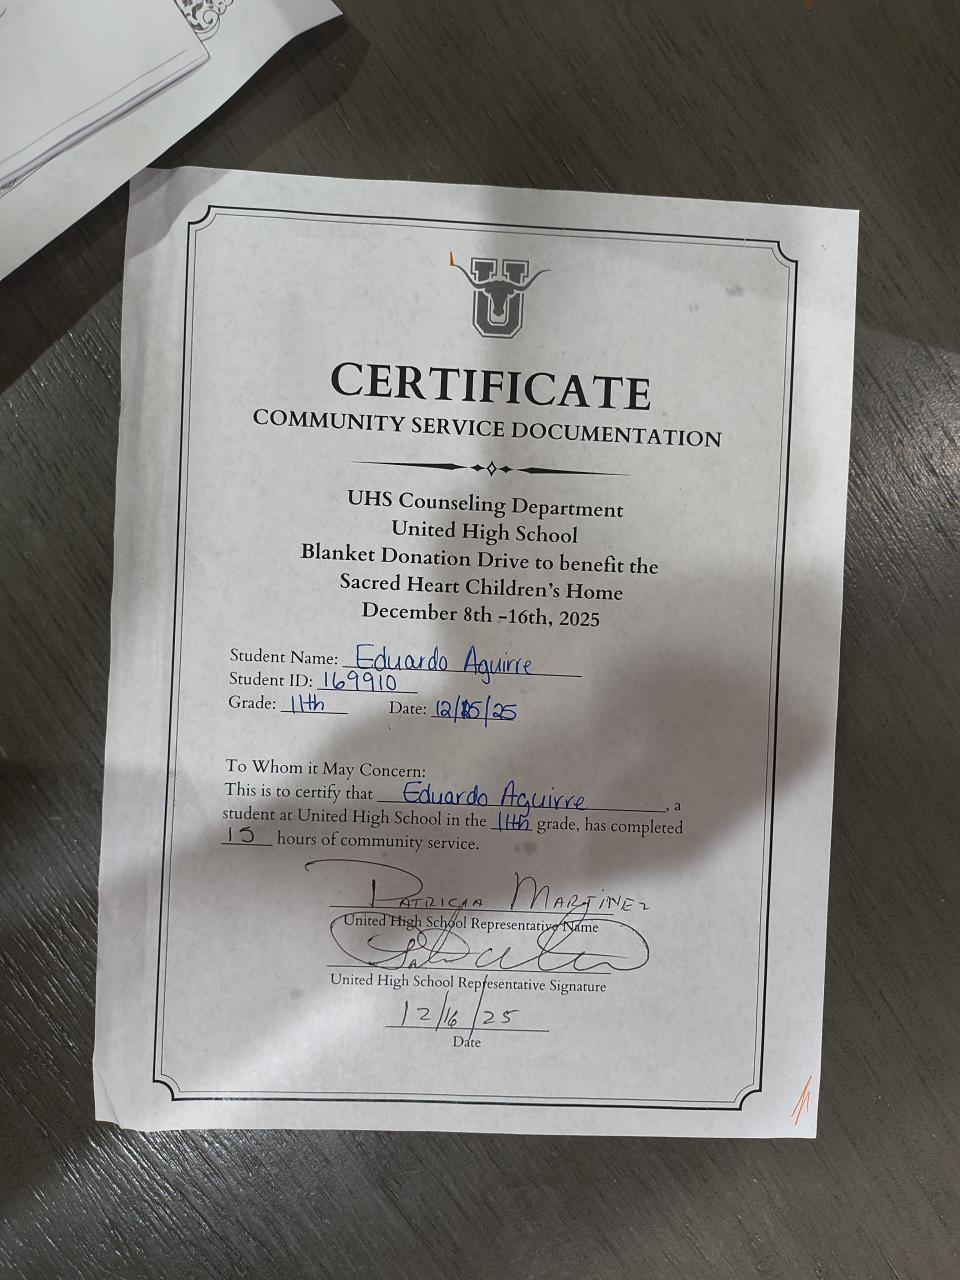 U
CERTIFICATE
COMMUNITY SERVICE DOCUMENTATION
UHS Counseling Department
United High School
Blanket Donation Drive to benefit the
Sacred Heart Children's Home
December 8th -16th, 2025
Student Name: Eduardo Aguirre
Student ID: 169910
Grade: 11th Date: 12/15/25
To Whom it May Concern:
This is to certify that Eduardo Aguirre, a
student at United High School in the 11th grade, has completed
15 hours of community service.
Patricia Martinez
United High School Representative Name
United High School Representative Signature
12/16/25
Date